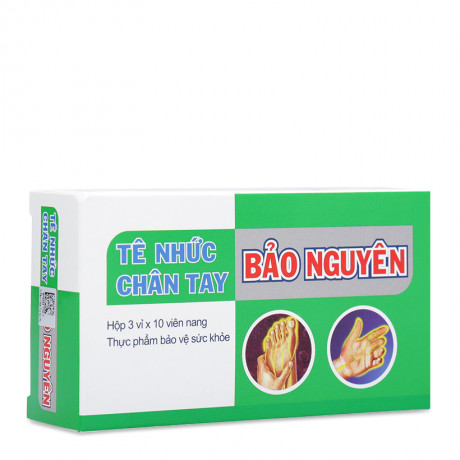 TÊ NHỨC
CHÂN TAY
BẢO NGUYÊN
Hộp 3 vỉ x 10 viên nang
Thực phẩm bảo vệ sức khỏe
TÊ NHỨC
CHÂN TAY
O NGUYÊN